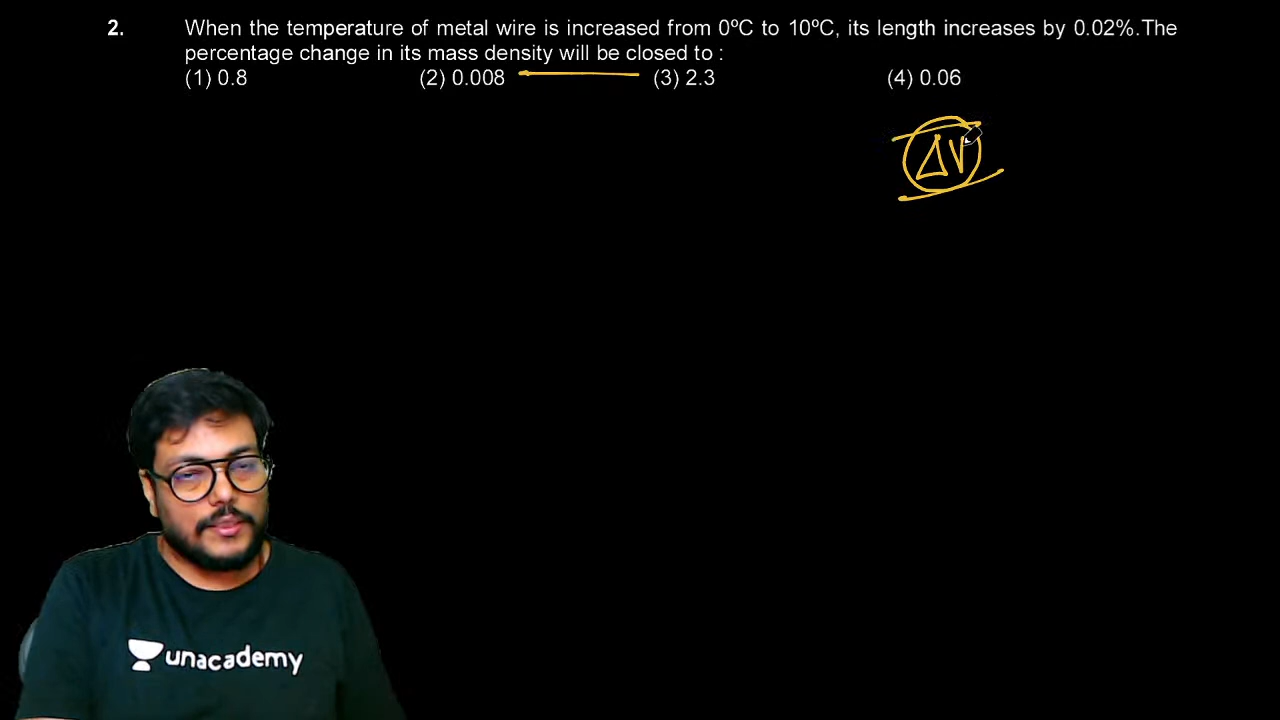 2. When the temperature of metal wire is increased from 0ºC to 10ºC, its length increases by 0.02%.The
percentage change in its mass density will be closed to :
(1) 0.8 (2) 0.008 (3) 2.3 (4) 0.06
ΔV
unacademy